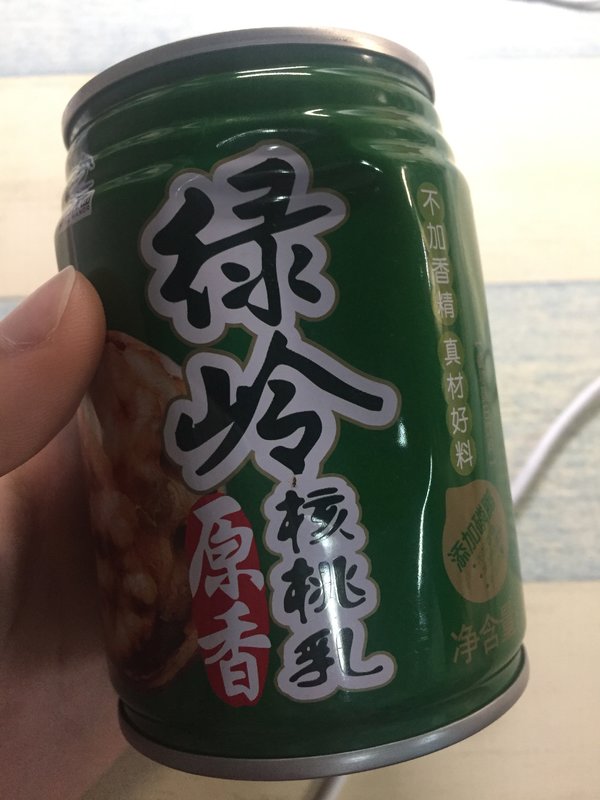 绿岭
核桃乳
原香
不加香精 真材好料
添加
净含量